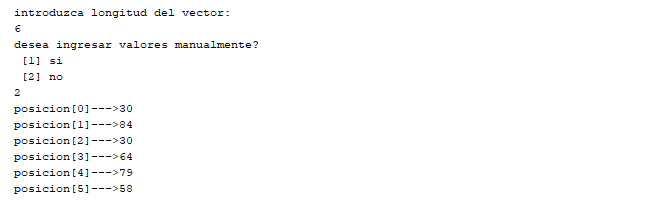 introduzca longitud del vector:
6
desea ingresar valores manualmente?
[1] si
[2] no
2
posicion[0]--->30
posicion[1]--->84
posicion[2]--->30
posicion[3]--->64
posicion[4]--->79
posicion[5]--->58